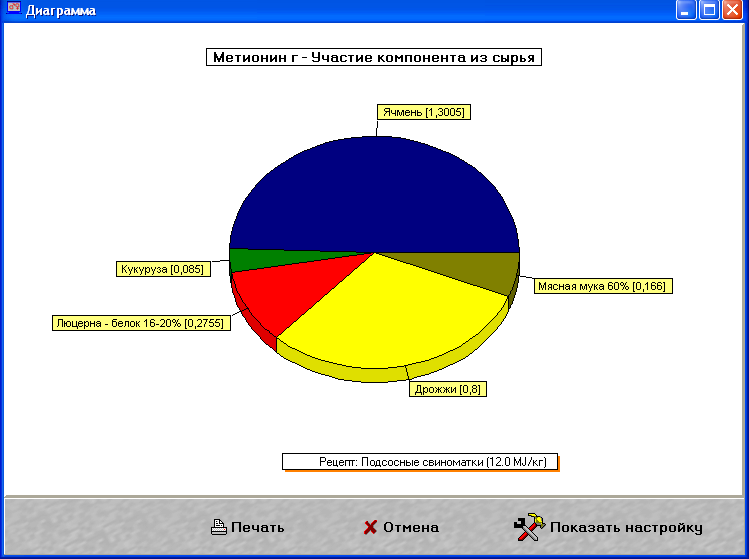 Диаграмма
Метионин г - Участие компонента из сырья
Ячмень [1,3005]
Кукуруза [0,085]
Мясная мука 60% [0,166]
Люцерна - белок 16-20% [0,2755]
Дрожжи [0,8]
Рецепт: Подсосные свиноматки (12.0 MJ/кг)
Печать
Отмена
Показать настройку